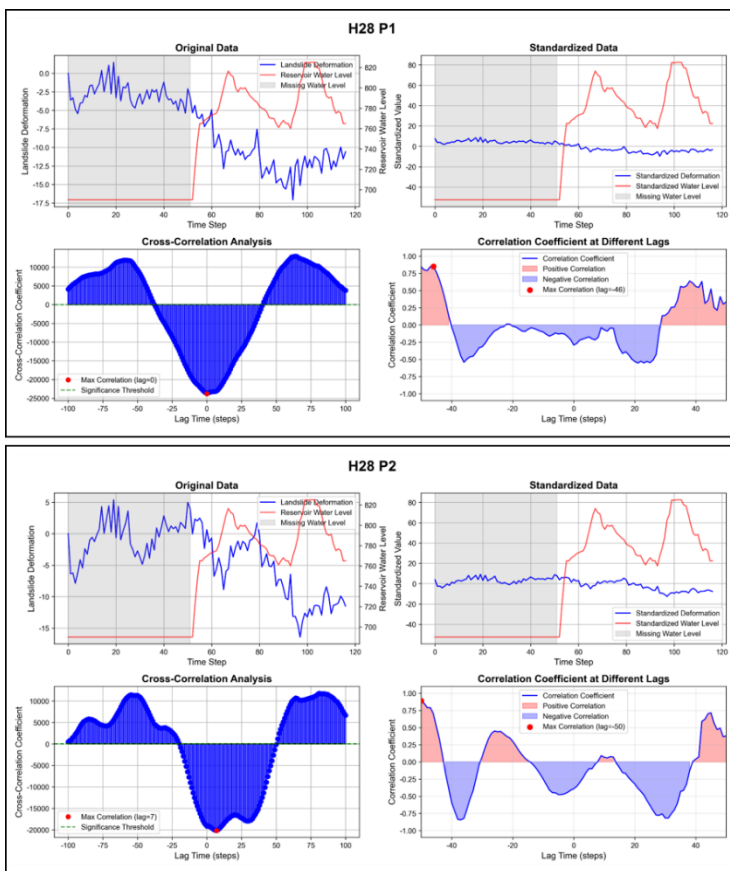 H28 P1
Original Data
Landslide Deformation
0.0
-2.5
-5.0
-7.5
-10.0
-12.5
-15.0
-17.5
Landslide Deformation
Reservoir Water Level
Missing Water Level
820
800
780
760
740
720
700
Reservoir Water Level
0 20 40 60 80 100 120
Time Step
Standardized Data
Standardized Value
80
60
40
20
0
-20
-40
Standardized Deformation
Standardized Water Level
Missing Water Level
0 20 40 60 80 100 120
Time Step
Cross-Correlation Analysis
Cross-Correlation Coefficient
10000
5000
0
-5000
-10000
-15000
-20000
-25000
Max Correlation (lag=0)
Significance Threshold
-100 -75 -50 -25 0 25 50 75 100
Lag Time (steps)
Correlation Coefficient at Different Lags
Correlation Coefficient
1.00
0.75
0.50
0.25
0.00
-0.25
-0.50
-0.75
-1.00
Correlation Coefficient
Positive Correlation
Negative Correlation
Max Correlation (lag=-46)
-40 -20 0 20 40
Lag Time (steps)
H28 P2
Original Data
Landslide Deformation
5
0
-5
-10
-15
Landslide Deformation
Reservoir Water Level
Missing Water Level
820
800
780
760
740
720
700
Reservoir Water Level
0 20 40 60 80 100 120
Time Step
Standardized Data
Standardized Value
80
60
40
20
0
-20
-40
Standardized Deformation
Standardized Water Level
Missing Water Level
0 20 40 60 80 100 120
Time Step
Cross-Correlation Analysis
Cross-Correlation Coefficient
10000
5000
0
-5000
-10000
-15000
-20000
Max Correlation (lag=7)
Significance Threshold
-100 -75 -50 -25 0 25 50 75 100
Lag Time (steps)
Correlation Coefficient at Different Lags
Correlation Coefficient
1.00
0.75
0.50
0.25
0.00
-0.25
-0.50
-0.75
-1.00
Correlation Coefficient
Positive Correlation
Negative Correlation
Max Correlation (lag=-50)
-40 -20 0 20 40
Lag Time (steps)